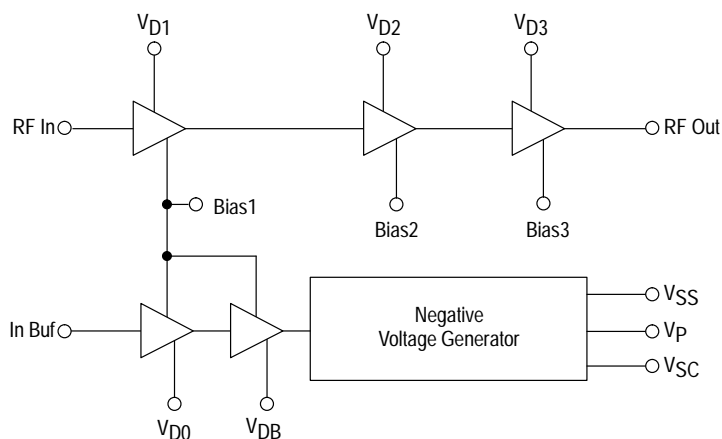 VD1
VD2
VD3
RF In
RF Out
Bias1
Bias2
Bias3
In Buf
Negative
Voltage Generator
VSS
VP
VSC
VD0
VDB